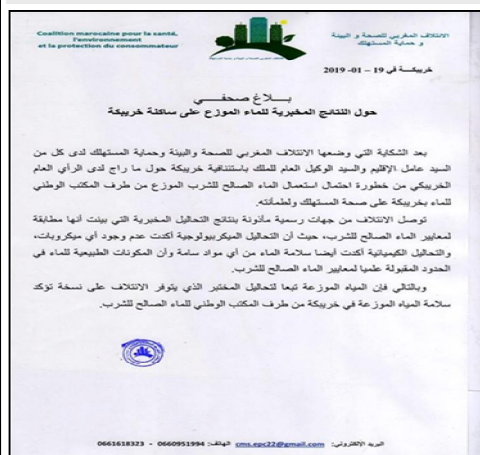 Coalition marocaine pour la santé,
l'environnement
et la protection du consommateur
الائتلاف المغربي للصحة و البيئة
و حماية المستهلك
خريبكــة في 19 – 01- 2019
بـــلاغ صحفـــي
حول النتائج المخبرية للماء الموزع على ساكنة خريبكة
بعد الشكاية التي وضعها الائتلاف المغربي للصحة والبيئة وحماية المستهلك لدى كل من
السيد عامل الإقليم والسيد الوكيل العام للملك باستئنافية خريبكة حول ما راج لدى الرأي العام
الخريبكي من خطورة احتمال استعمال الماء الصالح للشرب الموزع من طرف المكتب الوطني
للماء بخريبكة على صحة المستهلك ولطمأنته.
توصل الائتلاف من جهات رسمية مأذونة بنتائج التحاليل المخبرية التي بينت أنها مطابقة
لمعايير الماء الصالح للشرب، حيث أن التحاليل الميكربيولوجية أكدت عدم وجود أي ميكروبات،
والتحاليل الكيميائية أكدت أيضا سلامة الماء من أي مواد سامة وأن المكونات الطبيعية للماء في
الحدود المقبولة علميا لمعايير الماء الصالح للشرب.
وبالتالي فإن المياه الموزعة تبعا لتحاليل المختبر الذي يتوفر الائتلاف على نسخة تؤكد
سلامة المياه الموزعة في خريبكة من طرف المكتب الوطني للماء الصالح للشرب.
البريد الإلكتروني: cms.epc22@gmail.com الهاتف: 0660951994 - 0661618323